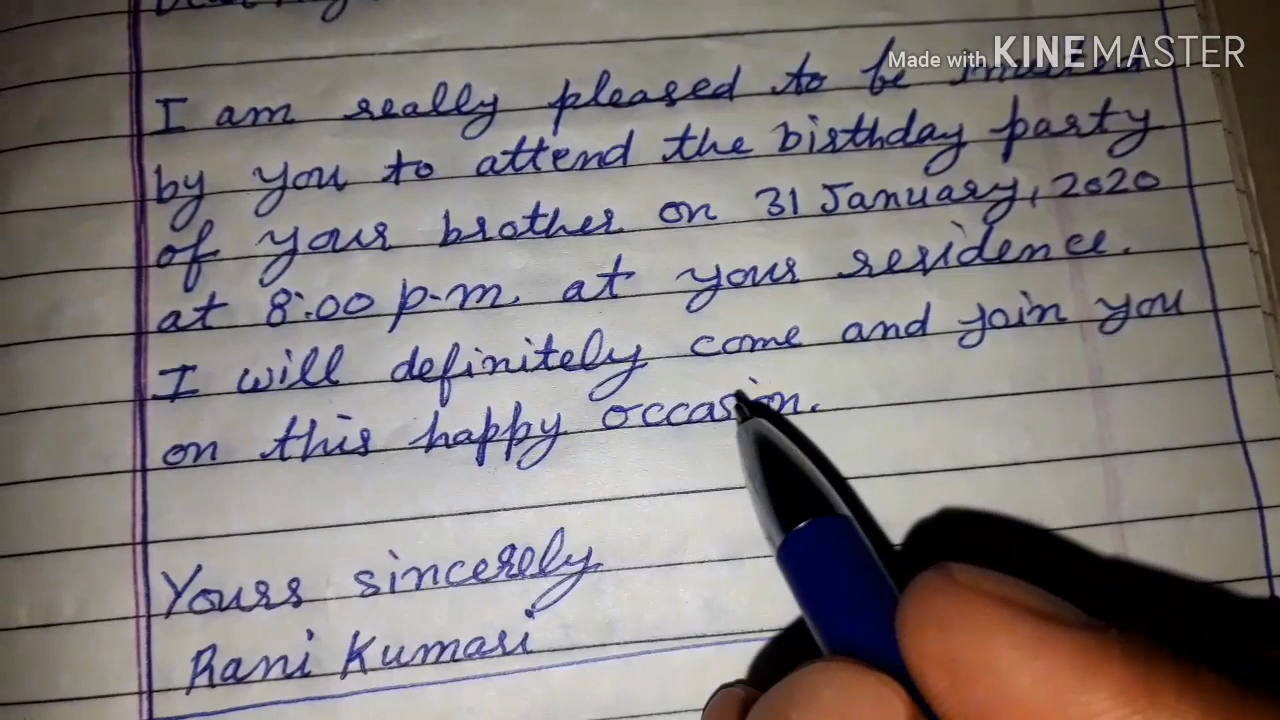 Made with KINEMASTER
I am really pleased to be invited
by you to attend the birthday party
of your brother on 31 January, 2020
at 8:00 p.m. at your residence.
I will definitely come and join you
on this happy occasion.
Yours sincerely
Rani Kumari